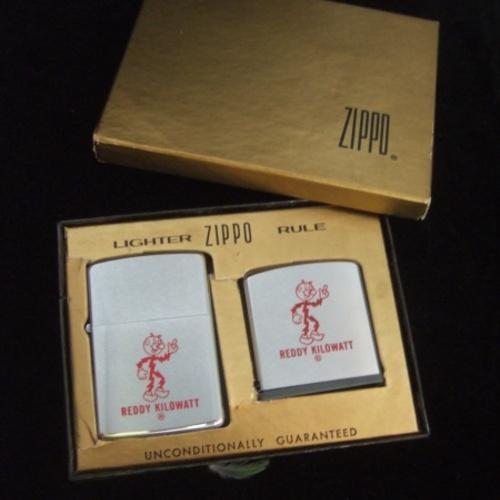 ZIPPO®
LIGHTER ZIPPO RULE
REDDY KILOWATT
®
REDDY KILOWATT
®
UNCONDITIONALLY GUARANTEED